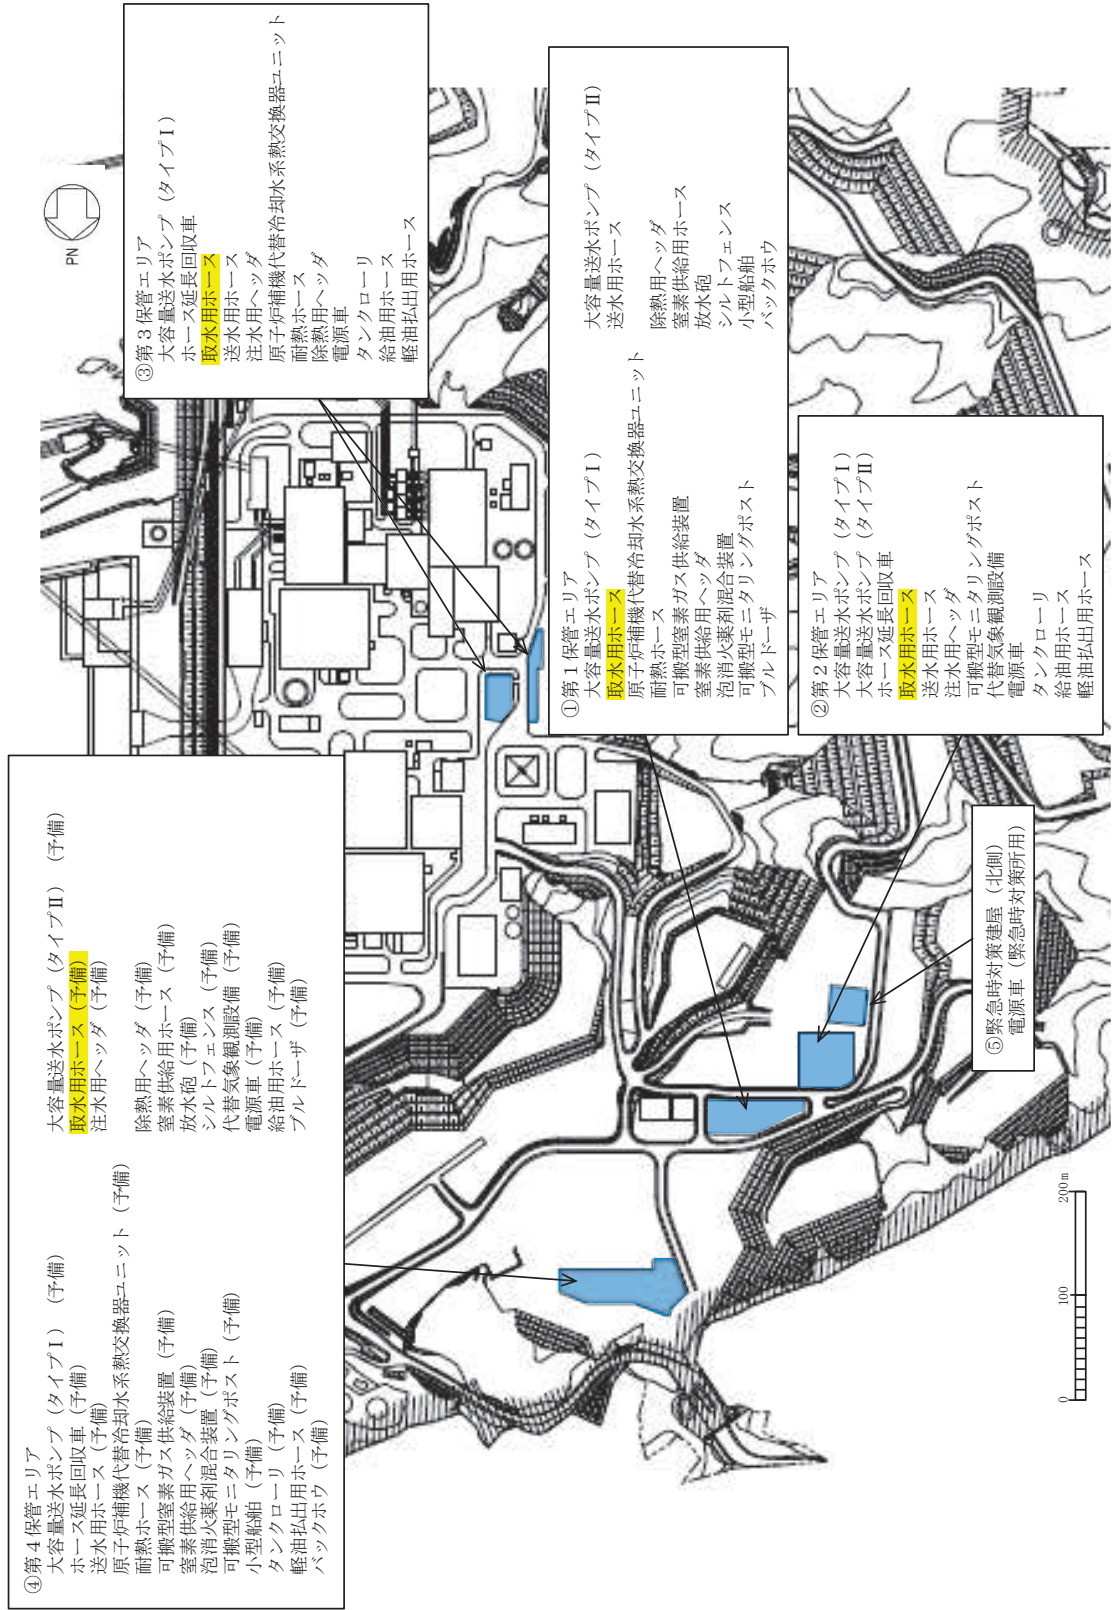 PN
④第4保管エリア
大容量送水ポンプ（タイプⅠ）（予備）
ホース延長回収車（予備）
送水用ホース（予備）
原子炉補機代替冷却水系熱交換器ユニット（予備）
耐熱ホース（予備）
可搬型窒素ガス供給装置（予備）
窒素供給用ヘッダ（予備）
泡消火薬剤混合装置（予備）
可搬型モニタリングポスト（予備）
小型船舶（予備）
タンクローリ（予備）
軽油払出用ホース（予備）
バックホウ（予備）
大容量送水ポンプ（タイプⅡ）（予備）
取水用ホース（予備）
注水用ヘッダ（予備）
除熱用ヘッダ（予備）
窒素供給用ホース（予備）
放水砲（予備）
シルトフェンス（予備）
代替気象観測設備（予備）
電源車（予備）
給油用ホース（予備）
ブルドーザ（予備）
③第3保管エリア
大容量送水ポンプ（タイプⅠ）
ホース延長回収車
取水用ホース
送水用ホース
注水用ヘッダ
原子炉補機代替冷却水系熱交換器ユニット
耐熱ホース
除熱用ヘッダ
電源車
タンクローリ
給油用ホース
軽油払出用ホース
①第1保管エリア
大容量送水ポンプ（タイプⅠ）
取水用ホース
原子炉補機代替冷却水系熱交換器ユニット
耐熱ホース
可搬型窒素ガス供給装置
窒素供給用ヘッダ
泡消火薬剤混合装置
可搬型モニタリングポスト
ブルドーザ
大容量送水ポンプ（タイプⅡ）
送水用ホース
除熱用ヘッダ
窒素供給用ホース
放水砲
シルトフェンス
小型船舶
バックホウ
②第2保管エリア
大容量送水ポンプ（タイプⅠ）
大容量送水ポンプ（タイプⅡ）
ホース延長回収車
取水用ホース
送水用ホース
注水用ヘッダ
可搬型モニタリングポスト
代替気象観測設備
電源車
タンクローリ
給油用ホース
軽油払出用ホース
⑤緊急時対策建屋（北側）
電源車（緊急時対策所用）
0 100 200m